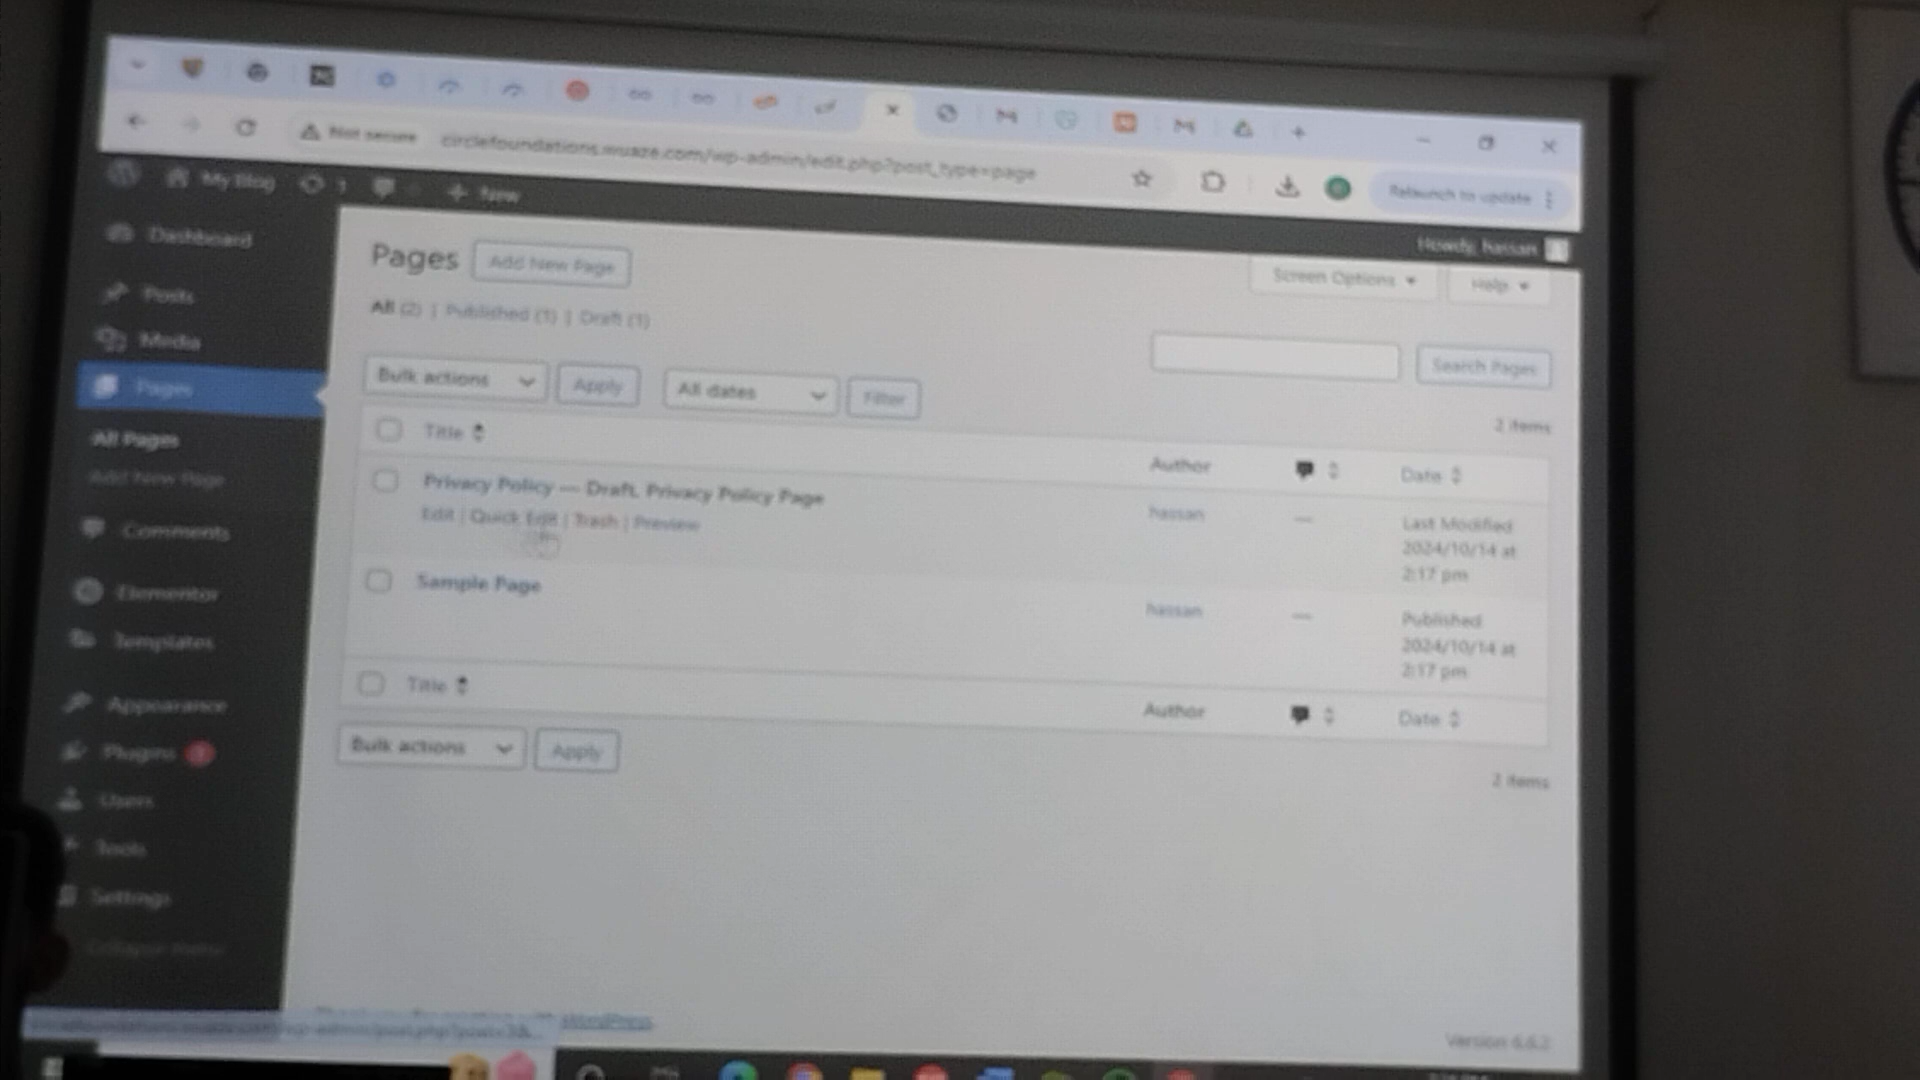 Not secure circlefoundations.wuaze.com/wp-admin/edit.php?post_type=page
Relaunch to update
My Blog 1 New
Howdy, hassan
Dashboard
Posts
Media
Pages
All Pages
Add New Page
Comments
Elementor
Templates
Appearance
Plugins 1
Users
Tools
Settings
Collapse menu
Pages Add New Page
Screen Options Help
All (2) | Published (1) | Draft (1)
Search Pages
Bulk actions Apply All dates Filter
2 items
Title Author Date
Privacy Policy — Draft, Privacy Policy Page hassan — Last Modified
Edit | Quick Edit | Trash | Preview 2024/10/14 at
2:17 pm
Sample Page hassan — Published
2024/10/14 at
2:17 pm
Title Author Date
Bulk actions Apply
2 items
WordPress
Version 6.6.2